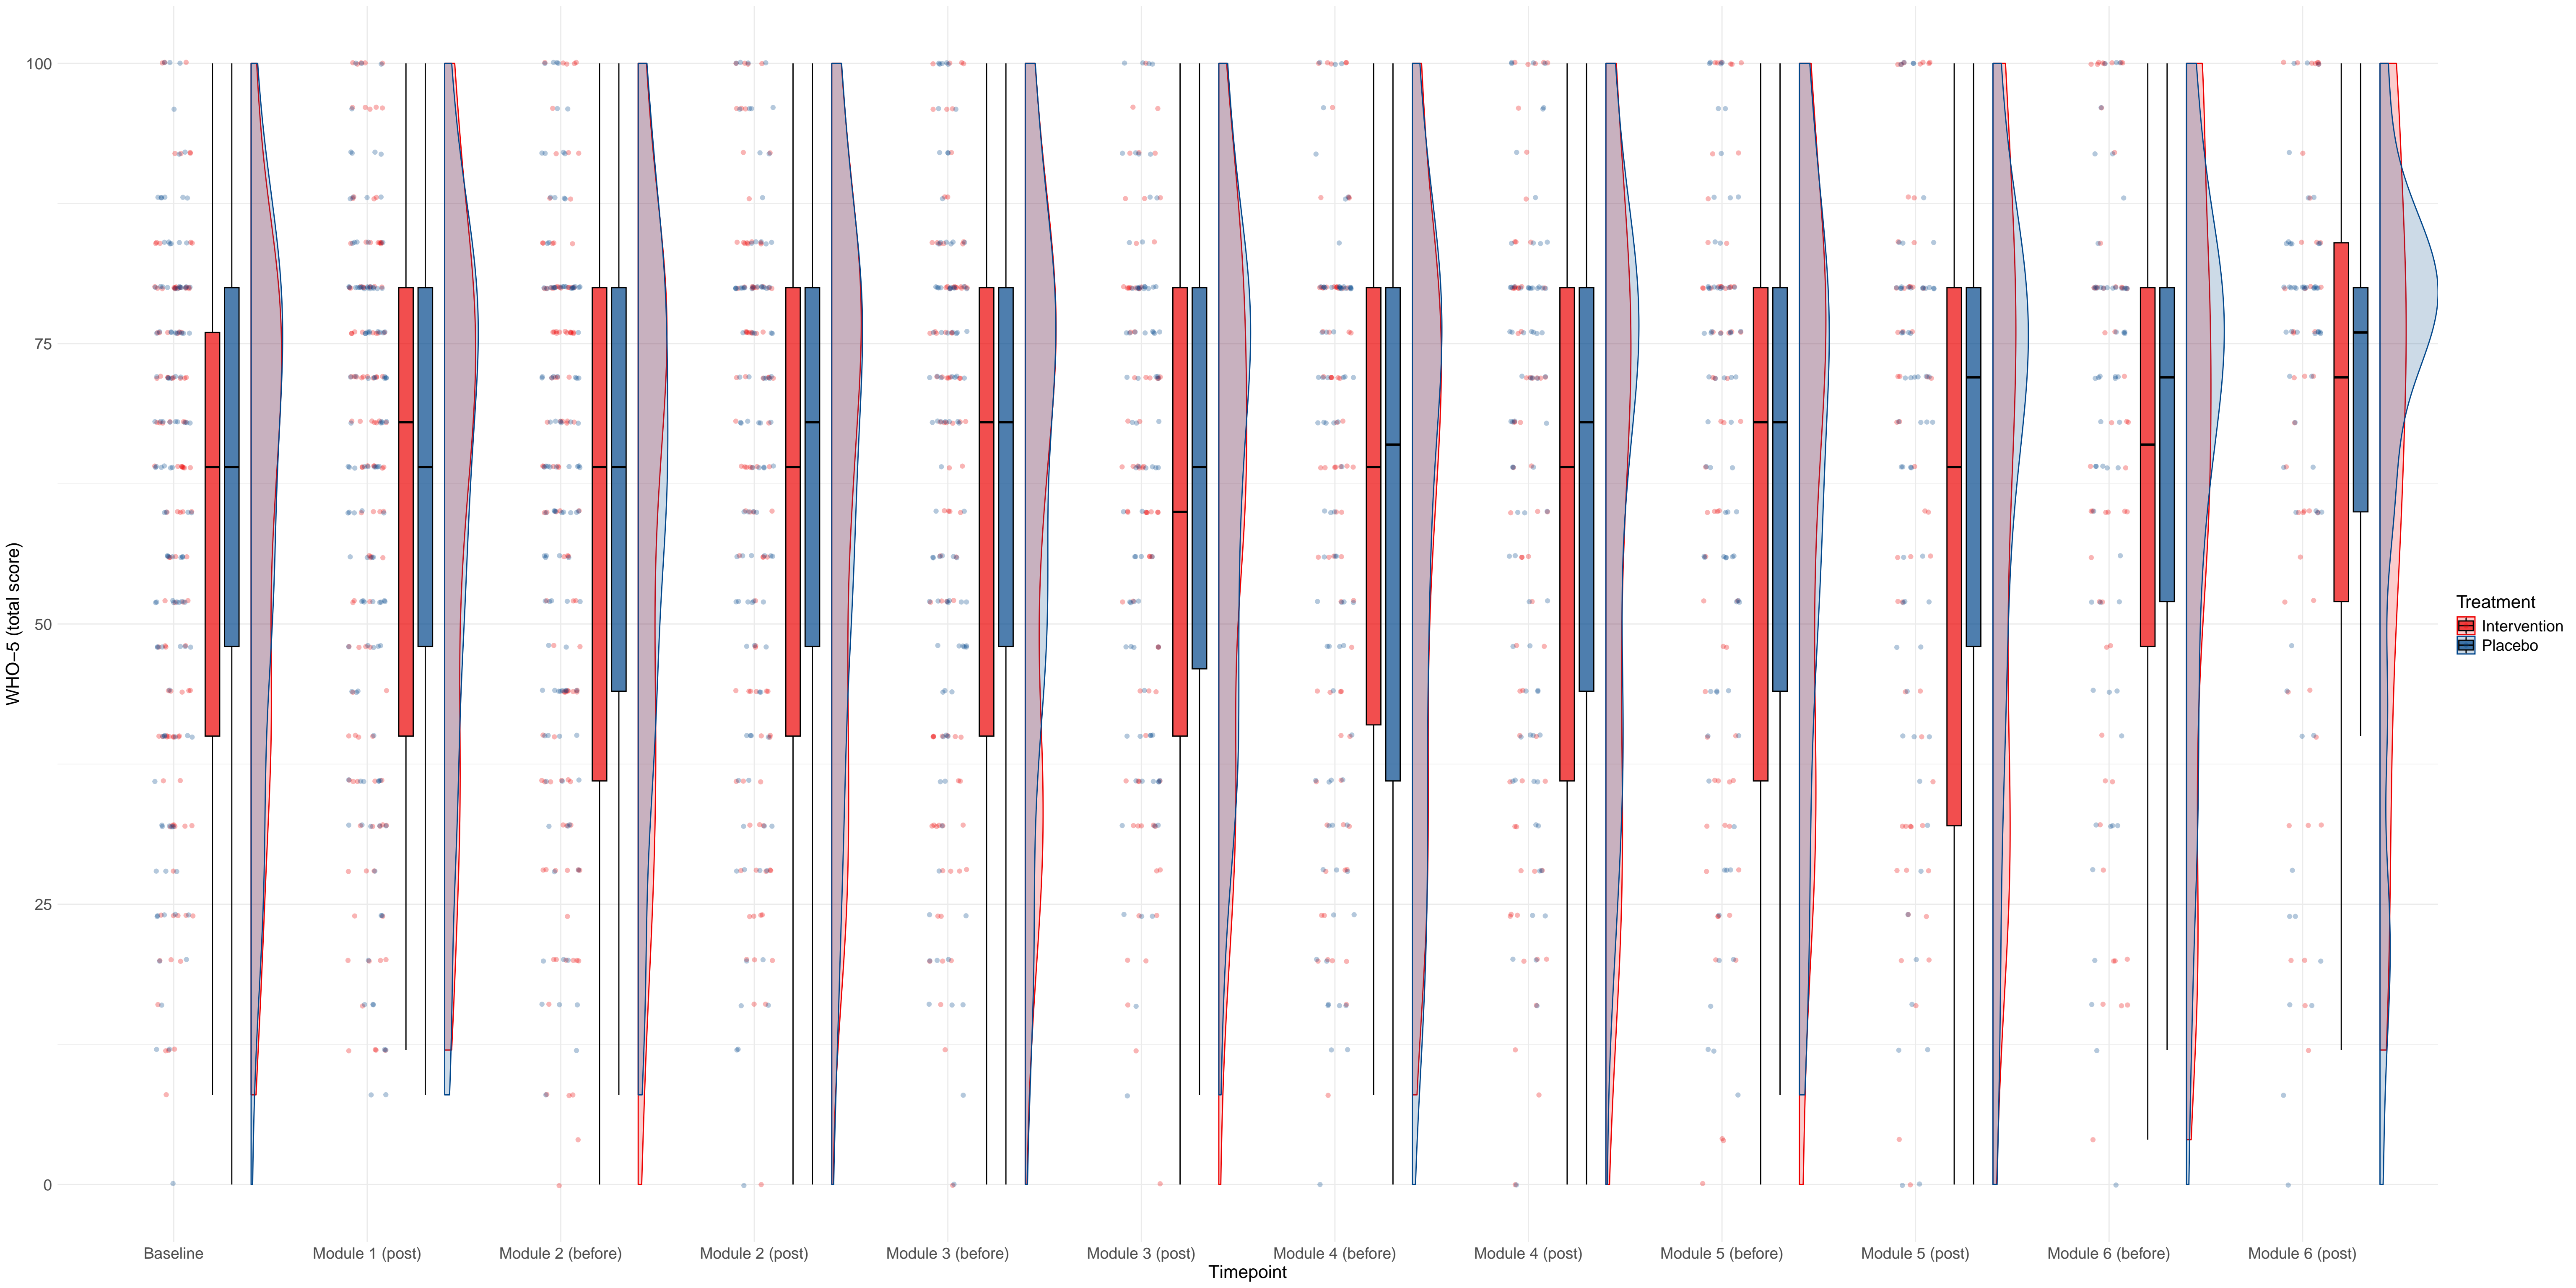 100
75
50
25
0
WHO−5 (total score)
Baseline
Module 1 (post)
Module 2 (before)
Module 2 (post)
Module 3 (before)
Module 3 (post)
Module 4 (before)
Module 4 (post)
Module 5 (before)
Module 5 (post)
Module 6 (before)
Module 6 (post)
Timepoint
Treatment
Intervention
Placebo